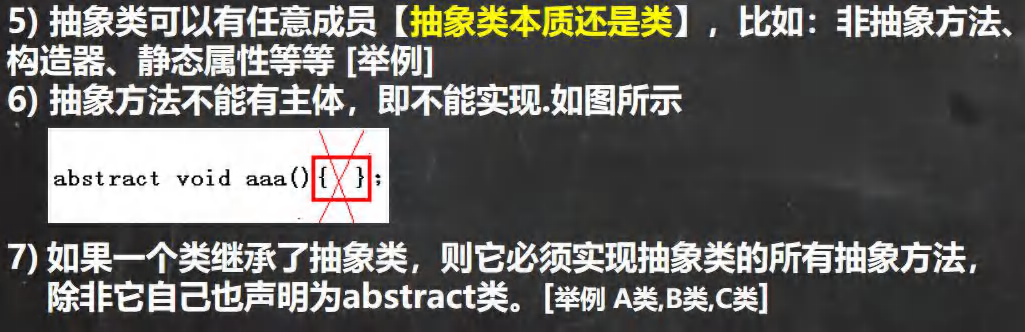 5) 抽象类可以有任意成员【抽象类本质还是类】，比如：非抽象方法、
构造器、静态属性等等 [举例]
6) 抽象方法不能有主体，即不能实现.如图所示
abstract void aaa(){ };
7) 如果一个类继承了抽象类，则它必须实现抽象类的所有抽象方法，
除非它自己也声明为abstract类。[举例 A类,B类,C类]